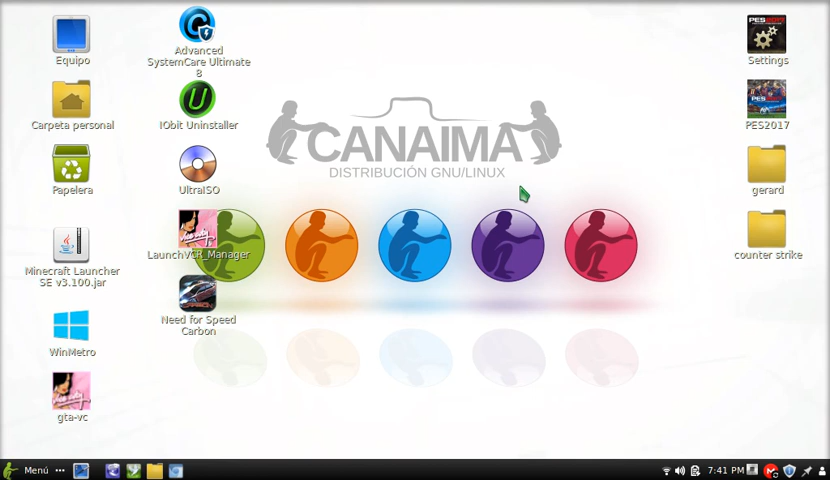 Equipo
Carpeta personal
Papelera
Minecraft Launcher
SE v3.100.jar
WinMetro
gta-vc
Advanced
SystemCare Ultimate
8
IObit Uninstaller
UltraISO
LaunchVCR_Manager
Need for Speed
Carbon
CANAIMA
DISTRIBUCIÓN GNU/LINUX
Settings
PES2017
gerard
counter strike
Menú
7:41 PM